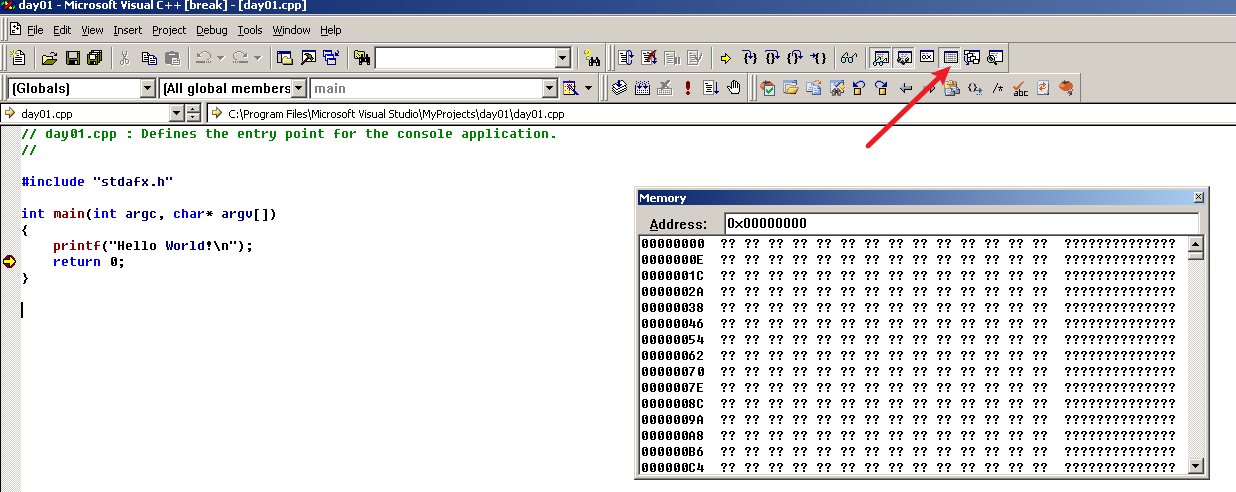 day01 - Microsoft Visual C++ [break] - [day01.cpp]
File Edit View Insert Project Debug Tools Window Help
(Globals) (All global members main
day01.cpp C:\Program Files\Microsoft Visual Studio\MyProjects\day01\day01.cpp
// day01.cpp : Defines the entry point for the console application.
//
#include "stdafx.h"
int main(int argc, char* argv[])
{
printf("Hello World!\n");
return 0;
}
Memory
Address: 0x00000000
00000000 ?? ?? ?? ?? ?? ?? ?? ?? ?? ?? ?? ?? ?? ?? ??????????????
0000000E ?? ?? ?? ?? ?? ?? ?? ?? ?? ?? ?? ?? ?? ?? ??????????????
0000001C ?? ?? ?? ?? ?? ?? ?? ?? ?? ?? ?? ?? ?? ?? ??????????????
0000002A ?? ?? ?? ?? ?? ?? ?? ?? ?? ?? ?? ?? ?? ?? ??????????????
00000038 ?? ?? ?? ?? ?? ?? ?? ?? ?? ?? ?? ?? ?? ?? ??????????????
00000046 ?? ?? ?? ?? ?? ?? ?? ?? ?? ?? ?? ?? ?? ?? ??????????????
00000054 ?? ?? ?? ?? ?? ?? ?? ?? ?? ?? ?? ?? ?? ?? ??????????????
00000062 ?? ?? ?? ?? ?? ?? ?? ?? ?? ?? ?? ?? ?? ?? ??????????????
00000070 ?? ?? ?? ?? ?? ?? ?? ?? ?? ?? ?? ?? ?? ?? ??????????????
0000007E ?? ?? ?? ?? ?? ?? ?? ?? ?? ?? ?? ?? ?? ?? ??????????????
0000008C ?? ?? ?? ?? ?? ?? ?? ?? ?? ?? ?? ?? ?? ?? ??????????????
0000009A ?? ?? ?? ?? ?? ?? ?? ?? ?? ?? ?? ?? ?? ?? ??????????????
000000A8 ?? ?? ?? ?? ?? ?? ?? ?? ?? ?? ?? ?? ?? ?? ??????????????
000000B6 ?? ?? ?? ?? ?? ?? ?? ?? ?? ?? ?? ?? ?? ?? ??????????????
000000C4 ?? ?? ?? ?? ?? ?? ?? ?? ?? ?? ?? ?? ?? ?? ??????????????